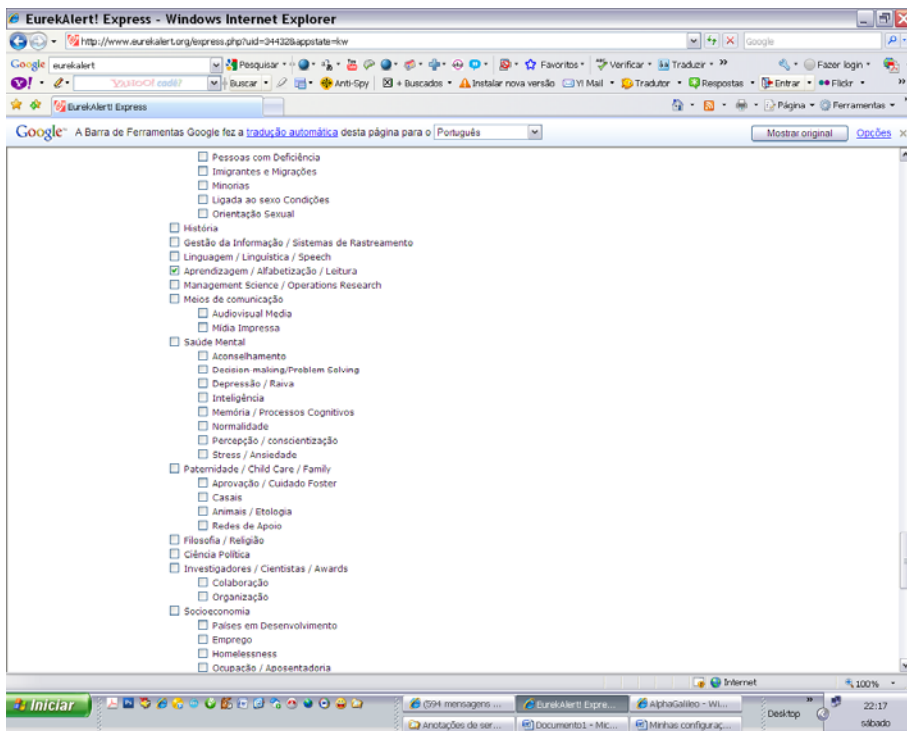 EurekAlert! Express - Windows Internet Explorer
http://www.eurekalert.org/express.php?uid=34432&appstate=kw
Google
Google eurekalert Pesquisar Favoritos Verificar Traduzir Fazer login
Y! YAHOO! cadê? Buscar Anti-Spy + Buscados Instalar nova versão Y! Mail Tradutor Respostas Entrar Flickr
EurekAlert! Express Página Ferramentas
Google A Barra de Ferramentas Google fez a tradução automática desta página para o Português Mostrar original Opções
Pessoas com Deficiência
Imigrantes e Migrações
Minorias
Ligada ao sexo Condições
Orientação Sexual
História
Gestão da Informação / Sistemas de Rastreamento
Linguagem / Linguística / Speech
Aprendizagem / Alfabetização / Leitura
Management Science / Operations Research
Meios de comunicação
Audiovisual Media
Mídia Impressa
Saúde Mental
Aconselhamento
Decision-making/Problem Solving
Depressão / Raiva
Inteligência
Memória / Processos Cognitivos
Normalidade
Percepção / conscientização
Stress / Ansiedade
Paternidade / Child Care / Family
Aprovação / Cuidado Foster
Casais
Animais / Etologia
Redes de Apoio
Filosofia / Religião
Ciência Política
Investigadores / Cientistas / Awards
Colaboração
Organização
Socioeconomia
Países em Desenvolvimento
Emprego
Homelessness
Ocupação / Aposentadoria
Internet 100%
Iniciar (594 mensagens ... EurekAlert! Expre... AlphaGalileo - Wi... Desktop 22:17
Anotações de ser... Documento1 - Mic... Minhas configuraç... sábado